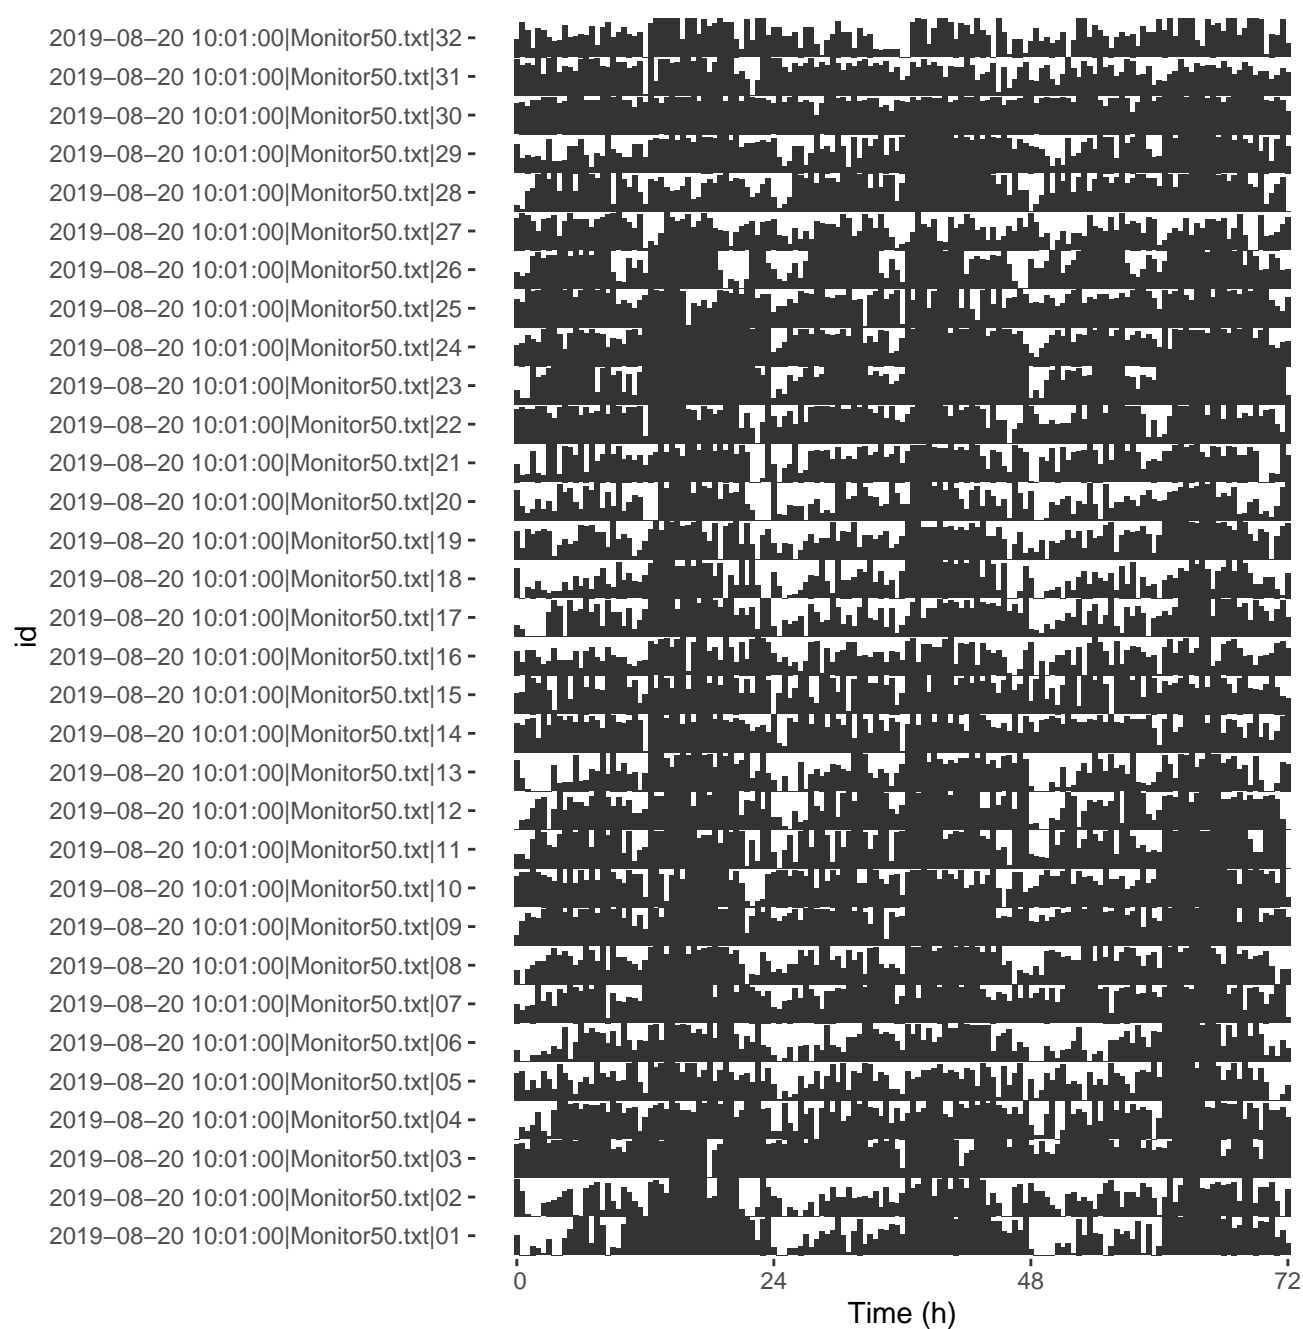 2019−08−20 10:01:00|Monitor50.txt|32
2019−08−20 10:01:00|Monitor50.txt|31
2019−08−20 10:01:00|Monitor50.txt|30
2019−08−20 10:01:00|Monitor50.txt|29
2019−08−20 10:01:00|Monitor50.txt|28
2019−08−20 10:01:00|Monitor50.txt|27
2019−08−20 10:01:00|Monitor50.txt|26
2019−08−20 10:01:00|Monitor50.txt|25
2019−08−20 10:01:00|Monitor50.txt|24
2019−08−20 10:01:00|Monitor50.txt|23
2019−08−20 10:01:00|Monitor50.txt|22
2019−08−20 10:01:00|Monitor50.txt|21
2019−08−20 10:01:00|Monitor50.txt|20
2019−08−20 10:01:00|Monitor50.txt|19
2019−08−20 10:01:00|Monitor50.txt|18
2019−08−20 10:01:00|Monitor50.txt|17
id
2019−08−20 10:01:00|Monitor50.txt|16
2019−08−20 10:01:00|Monitor50.txt|15
2019−08−20 10:01:00|Monitor50.txt|14
2019−08−20 10:01:00|Monitor50.txt|13
2019−08−20 10:01:00|Monitor50.txt|12
2019−08−20 10:01:00|Monitor50.txt|11
2019−08−20 10:01:00|Monitor50.txt|10
2019−08−20 10:01:00|Monitor50.txt|09
2019−08−20 10:01:00|Monitor50.txt|08
2019−08−20 10:01:00|Monitor50.txt|07
2019−08−20 10:01:00|Monitor50.txt|06
2019−08−20 10:01:00|Monitor50.txt|05
2019−08−20 10:01:00|Monitor50.txt|04
2019−08−20 10:01:00|Monitor50.txt|03
2019−08−20 10:01:00|Monitor50.txt|02
2019−08−20 10:01:00|Monitor50.txt|01
0 24 48 72
Time (h)